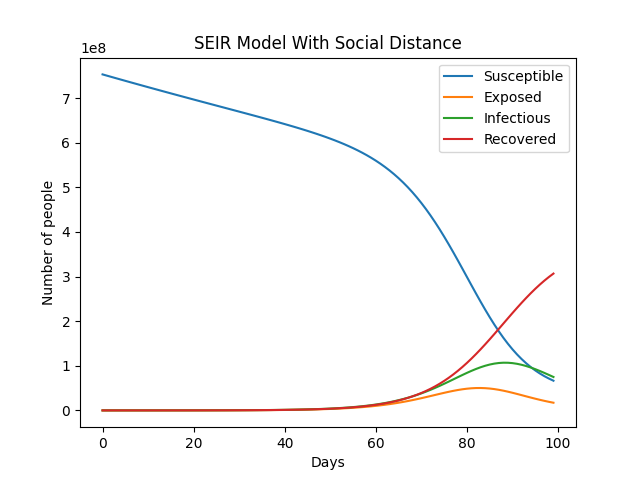 SEIR Model With Social Distance
1e8
Susceptible
Exposed
Infectious
Recovered
Number of people
7
6
5
4
3
2
1
0
0 20 40 60 80 100
Days